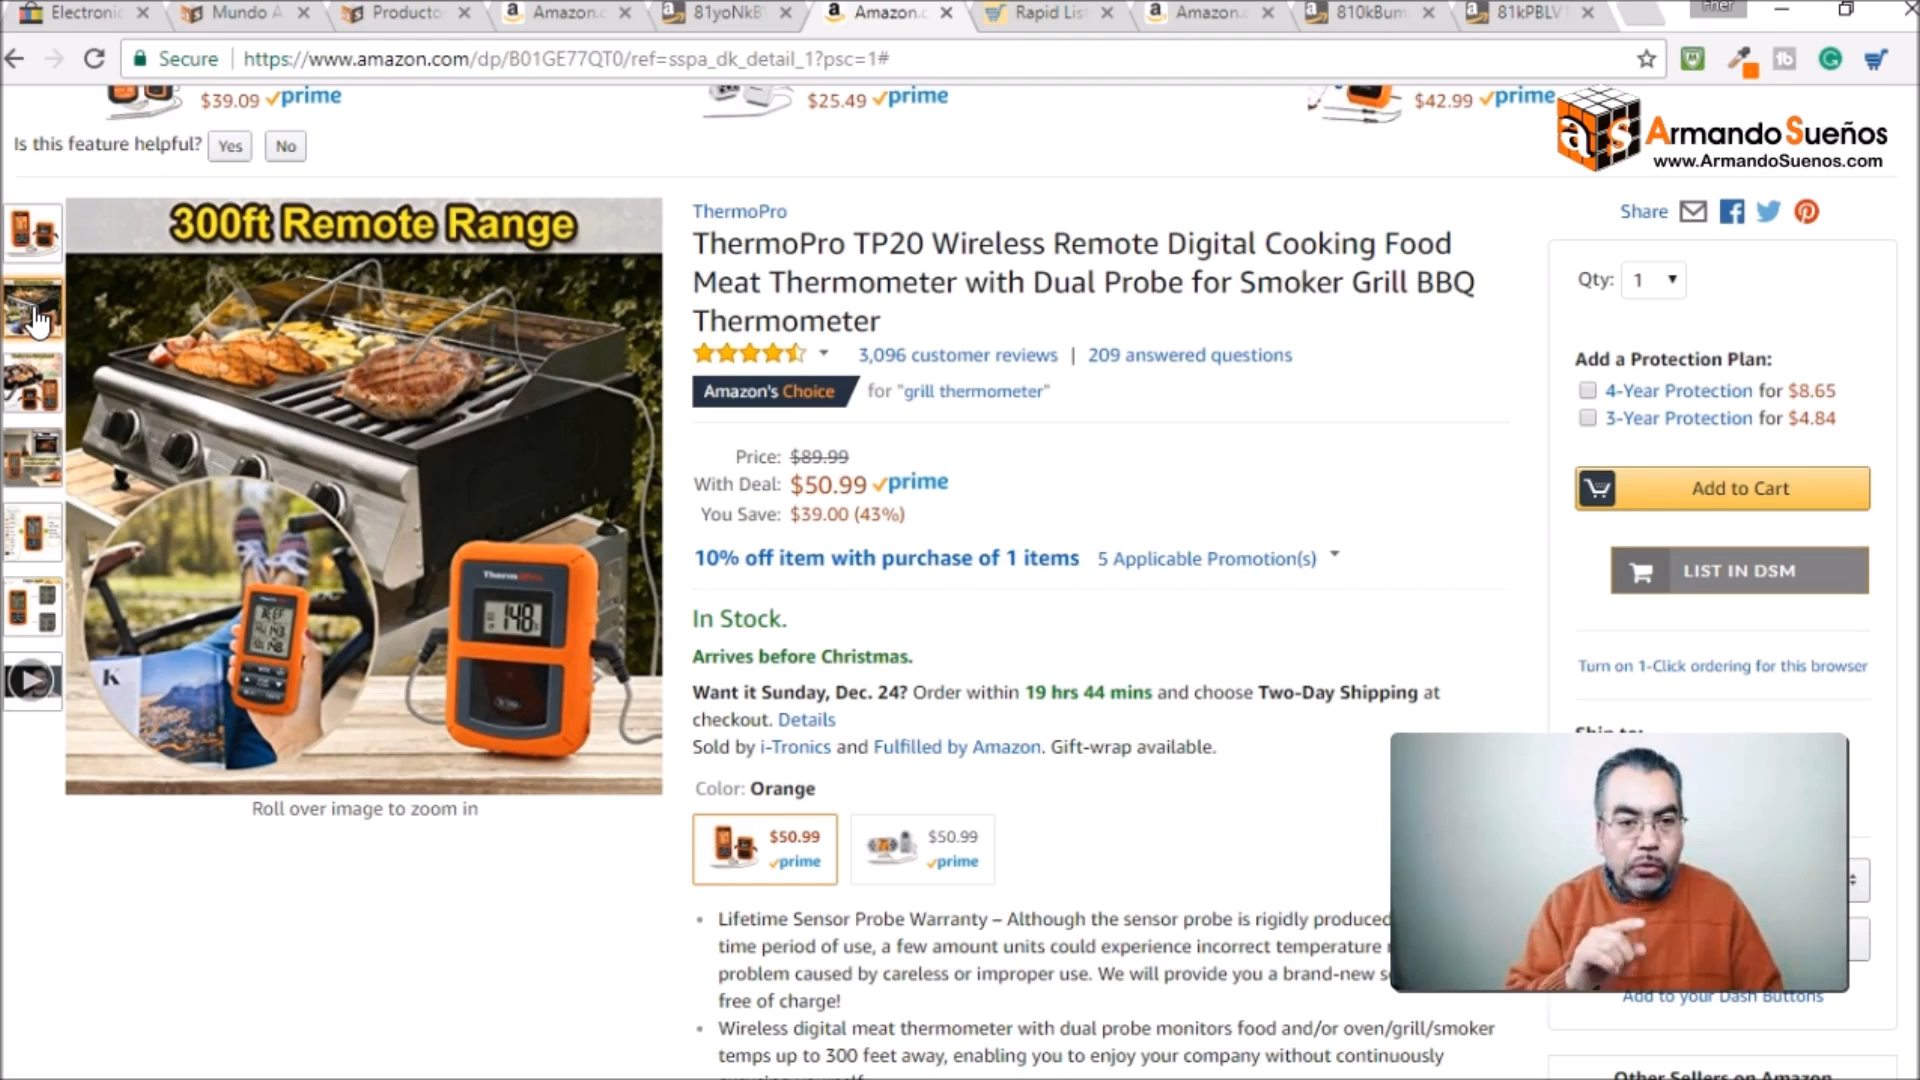 Electronic
Mundo A
Producto
Amazon.c
81yoNkB
Amazon.c
Rapid List
Amazon.
810kBum
81kPBLV
Fher
Secure | https://www.amazon.com/dp/B01GE77QT0/ref=sspa_dk_detail_1?psc=1#
$39.09 prime
$25.49 prime
$42.99 prime
Is this feature helpful? Yes No
as ArmandoSueños
www.ArmandoSuenos.com
300ft Remote Range
ThermoPro
ThermoPro TP20 Wireless Remote Digital Cooking Food
Meat Thermometer with Dual Probe for Smoker Grill BBQ
Thermometer
3,096 customer reviews | 209 answered questions
Amazon's Choice for "grill thermometer"
Price: $89.99
With Deal: $50.99 prime
You Save: $39.00 (43%)
10% off item with purchase of 1 items 5 Applicable Promotion(s)
In Stock.
Arrives before Christmas.
Want it Sunday, Dec. 24? Order within 19 hrs 44 mins and choose Two-Day Shipping at
checkout. Details
Sold by i-Tronics and Fulfilled by Amazon. Gift-wrap available.
Color: Orange
$50.99
prime
$50.99
prime
Lifetime Sensor Probe Warranty – Although the sensor probe is rigidly produced
time period of use, a few amount units could experience incorrect temperature
problem caused by careless or improper use. We will provide you a brand-new
free of charge!
Wireless digital meat thermometer with dual probe monitors food and/or oven/grill/smoker
temps up to 300 feet away, enabling you to enjoy your company without continuously
148
K
Roll over image to zoom in
Share
Qty: 1
Add a Protection Plan:
4-Year Protection for $8.65
3-Year Protection for $4.84
Add to Cart
LIST IN DSM
Turn on 1-Click ordering for this browser
Ship to:
Add to your Dash Buttons
Other Sellers on Amazon